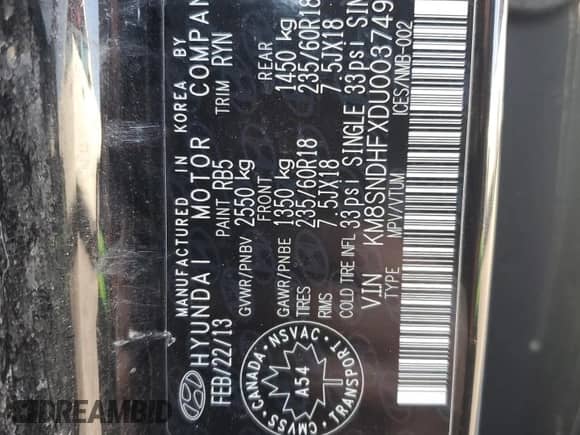 MANUFACTURED IN KOREA BY
HYUNDAI MOTOR COMPANY
FEB/22/13 PAINT RB5 TRIM RYN
GVWR/PNBV 2550 kg
FRONT REAR
GAWR/PNBE 1350 kg 1450 kg
TIRES 235/60R18 235/60R18
RIMS 7.5JX18 7.5JX18
COLD TIRE INFL 33psi SINGLE 33psi SIN
VIN KM8SNDHFXDU003749
TYPE MPV/VTUM
ICES/NMB-002
CANADA NSVAC
A54
CMVSS TRANSPORT
DREAMBID